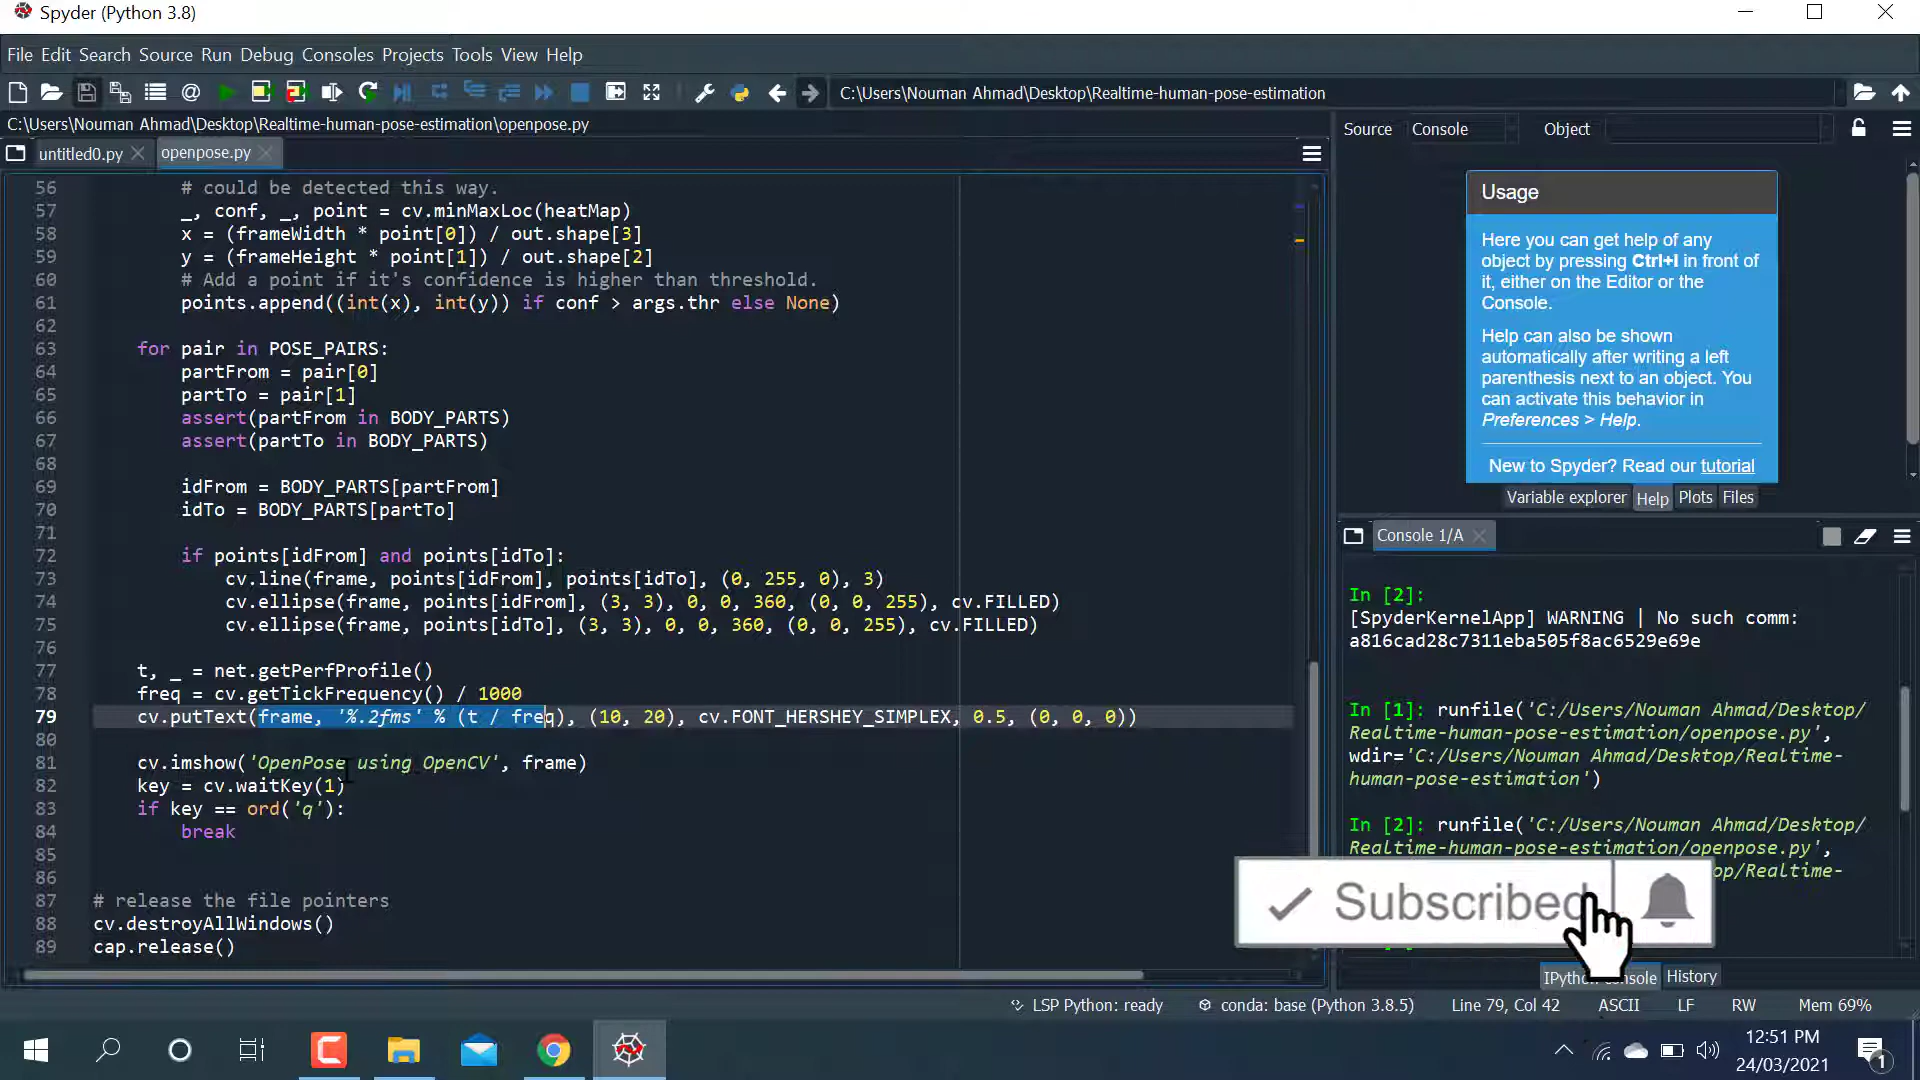 Spyder (Python 3.8)
File Edit Search Source Run Debug Consoles Projects Tools View Help
C:\Users\Nouman Ahmad\Desktop\Realtime-human-pose-estimation
C:\Users\Nouman Ahmad\Desktop\Realtime-human-pose-estimation\openpose.py
untitled0.py
openpose.py
56 # could be detected this way.
57 _, conf, _, point = cv.minMaxLoc(heatMap)
58 x = (frameWidth * point[0]) / out.shape[3]
59 y = (frameHeight * point[1]) / out.shape[2]
60 # Add a point if it's confidence is higher than threshold.
61 points.append((int(x), int(y)) if conf > args.thr else None)
62
63 for pair in POSE_PAIRS:
64 partFrom = pair[0]
65 partTo = pair[1]
66 assert(partFrom in BODY_PARTS)
67 assert(partTo in BODY_PARTS)
68
69 idFrom = BODY_PARTS[partFrom]
70 idTo = BODY_PARTS[partTo]
71
72 if points[idFrom] and points[idTo]:
73 cv.line(frame, points[idFrom], points[idTo], (0, 255, 0), 3)
74 cv.ellipse(frame, points[idFrom], (3, 3), 0, 0, 360, (0, 0, 255), cv.FILLED)
75 cv.ellipse(frame, points[idTo], (3, 3), 0, 0, 360, (0, 0, 255), cv.FILLED)
76
77 t, _ = net.getPerfProfile()
78 freq = cv.getTickFrequency() / 1000
79 cv.putText(frame, '%.2fms' % (t / freq), (10, 20), cv.FONT_HERSHEY_SIMPLEX, 0.5, (0, 0, 0))
80
81 cv.imshow('OpenPose using OpenCV', frame)
82 key = cv.waitKey(1)
83 if key == ord('q'):
84 break
85
86
87 # release the file pointers
88 cv.destroyAllWindows()
89 cap.release()
Source Console Object
Usage
Here you can get help of any
object by pressing Ctrl+I in front of
it, either on the Editor or the
Console.
Help can also be shown
automatically after writing a left
parenthesis next to an object. You
can activate this behavior in
Preferences > Help.
New to Spyder? Read our tutorial
Variable explorer Help Plots Files
Console 1/A
In [2]:
[SpyderKernelApp] WARNING | No such comm:
a816cad28c7311eba505f8ac6529e69e
In [1]: runfile('C:/Users/Nouman Ahmad/Desktop/
Realtime-human-pose-estimation/openpose.py',
wdir='C:/Users/Nouman Ahmad/Desktop/Realtime-
human-pose-estimation')
In [2]: runfile('C:/Users/Nouman Ahmad/Desktop/
Realtime-human-pose-estimation/openpose.py',
op/Realtime-
Subscribed
IPython console History
LSP Python: ready conda: base (Python 3.8.5) Line 79, Col 42 ASCII LF RW Mem 69%
12:51 PM
24/03/2021
1